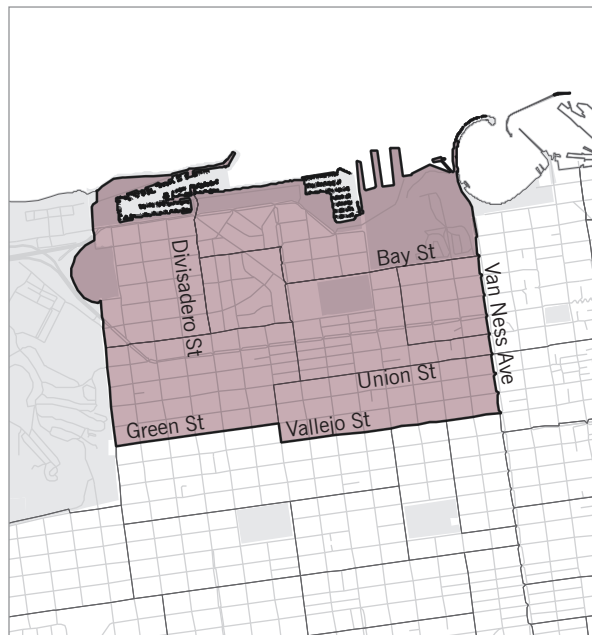 Divisadero St
Bay St
Van Ness Ave
Union St
Green St
Vallejo St